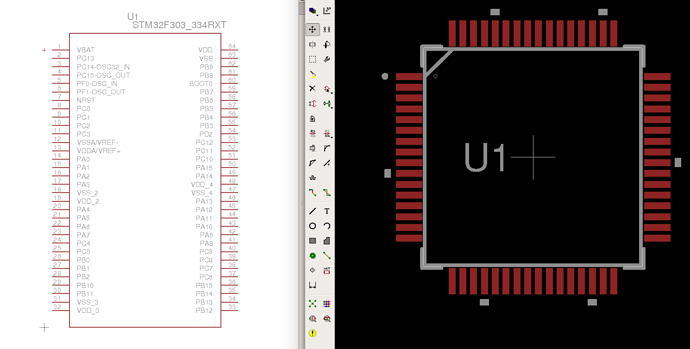 U1
STM32F303_334RXT
1 VBAT VDD 64
2 PC13 VSS 63
3 PC14-OSC32_IN PB9 62
4 PC15-OSC_OUT PB8 61
5 PF0-OSC_IN BOOT0 60
6 PF1-OSC_OUT PB7 59
7 NRST PB6 58
8 PC0 PB5 57
9 PC1 PB4 56
10 PC2 PB3 55
11 PC3 PD2 54
12 VSSA/VREF- PC12 53
13 VDDA/VREF+ PC11 52
14 PA0 PC10 51
15 PA1 PA15 50
16 PA2 PA14 49
17 PA3 VDD_4 48
18 VSS_2 VSS_4 47
19 VDD_2 PA13 46
20 PA4 PA12 45
21 PA5 PA11 44
22 PA6 PA10 43
23 PA7 PA9 42
24 PC4 PA8 41
25 PC5 PC9 40
26 PB0 PC8 39
27 PB1 PC7 38
28 PB2 PC6 37
29 PB10 PB15 36
30 PB11 PB14 35
31 VSS_3 PB13 34
32 VDD_3 PB12 33
U1